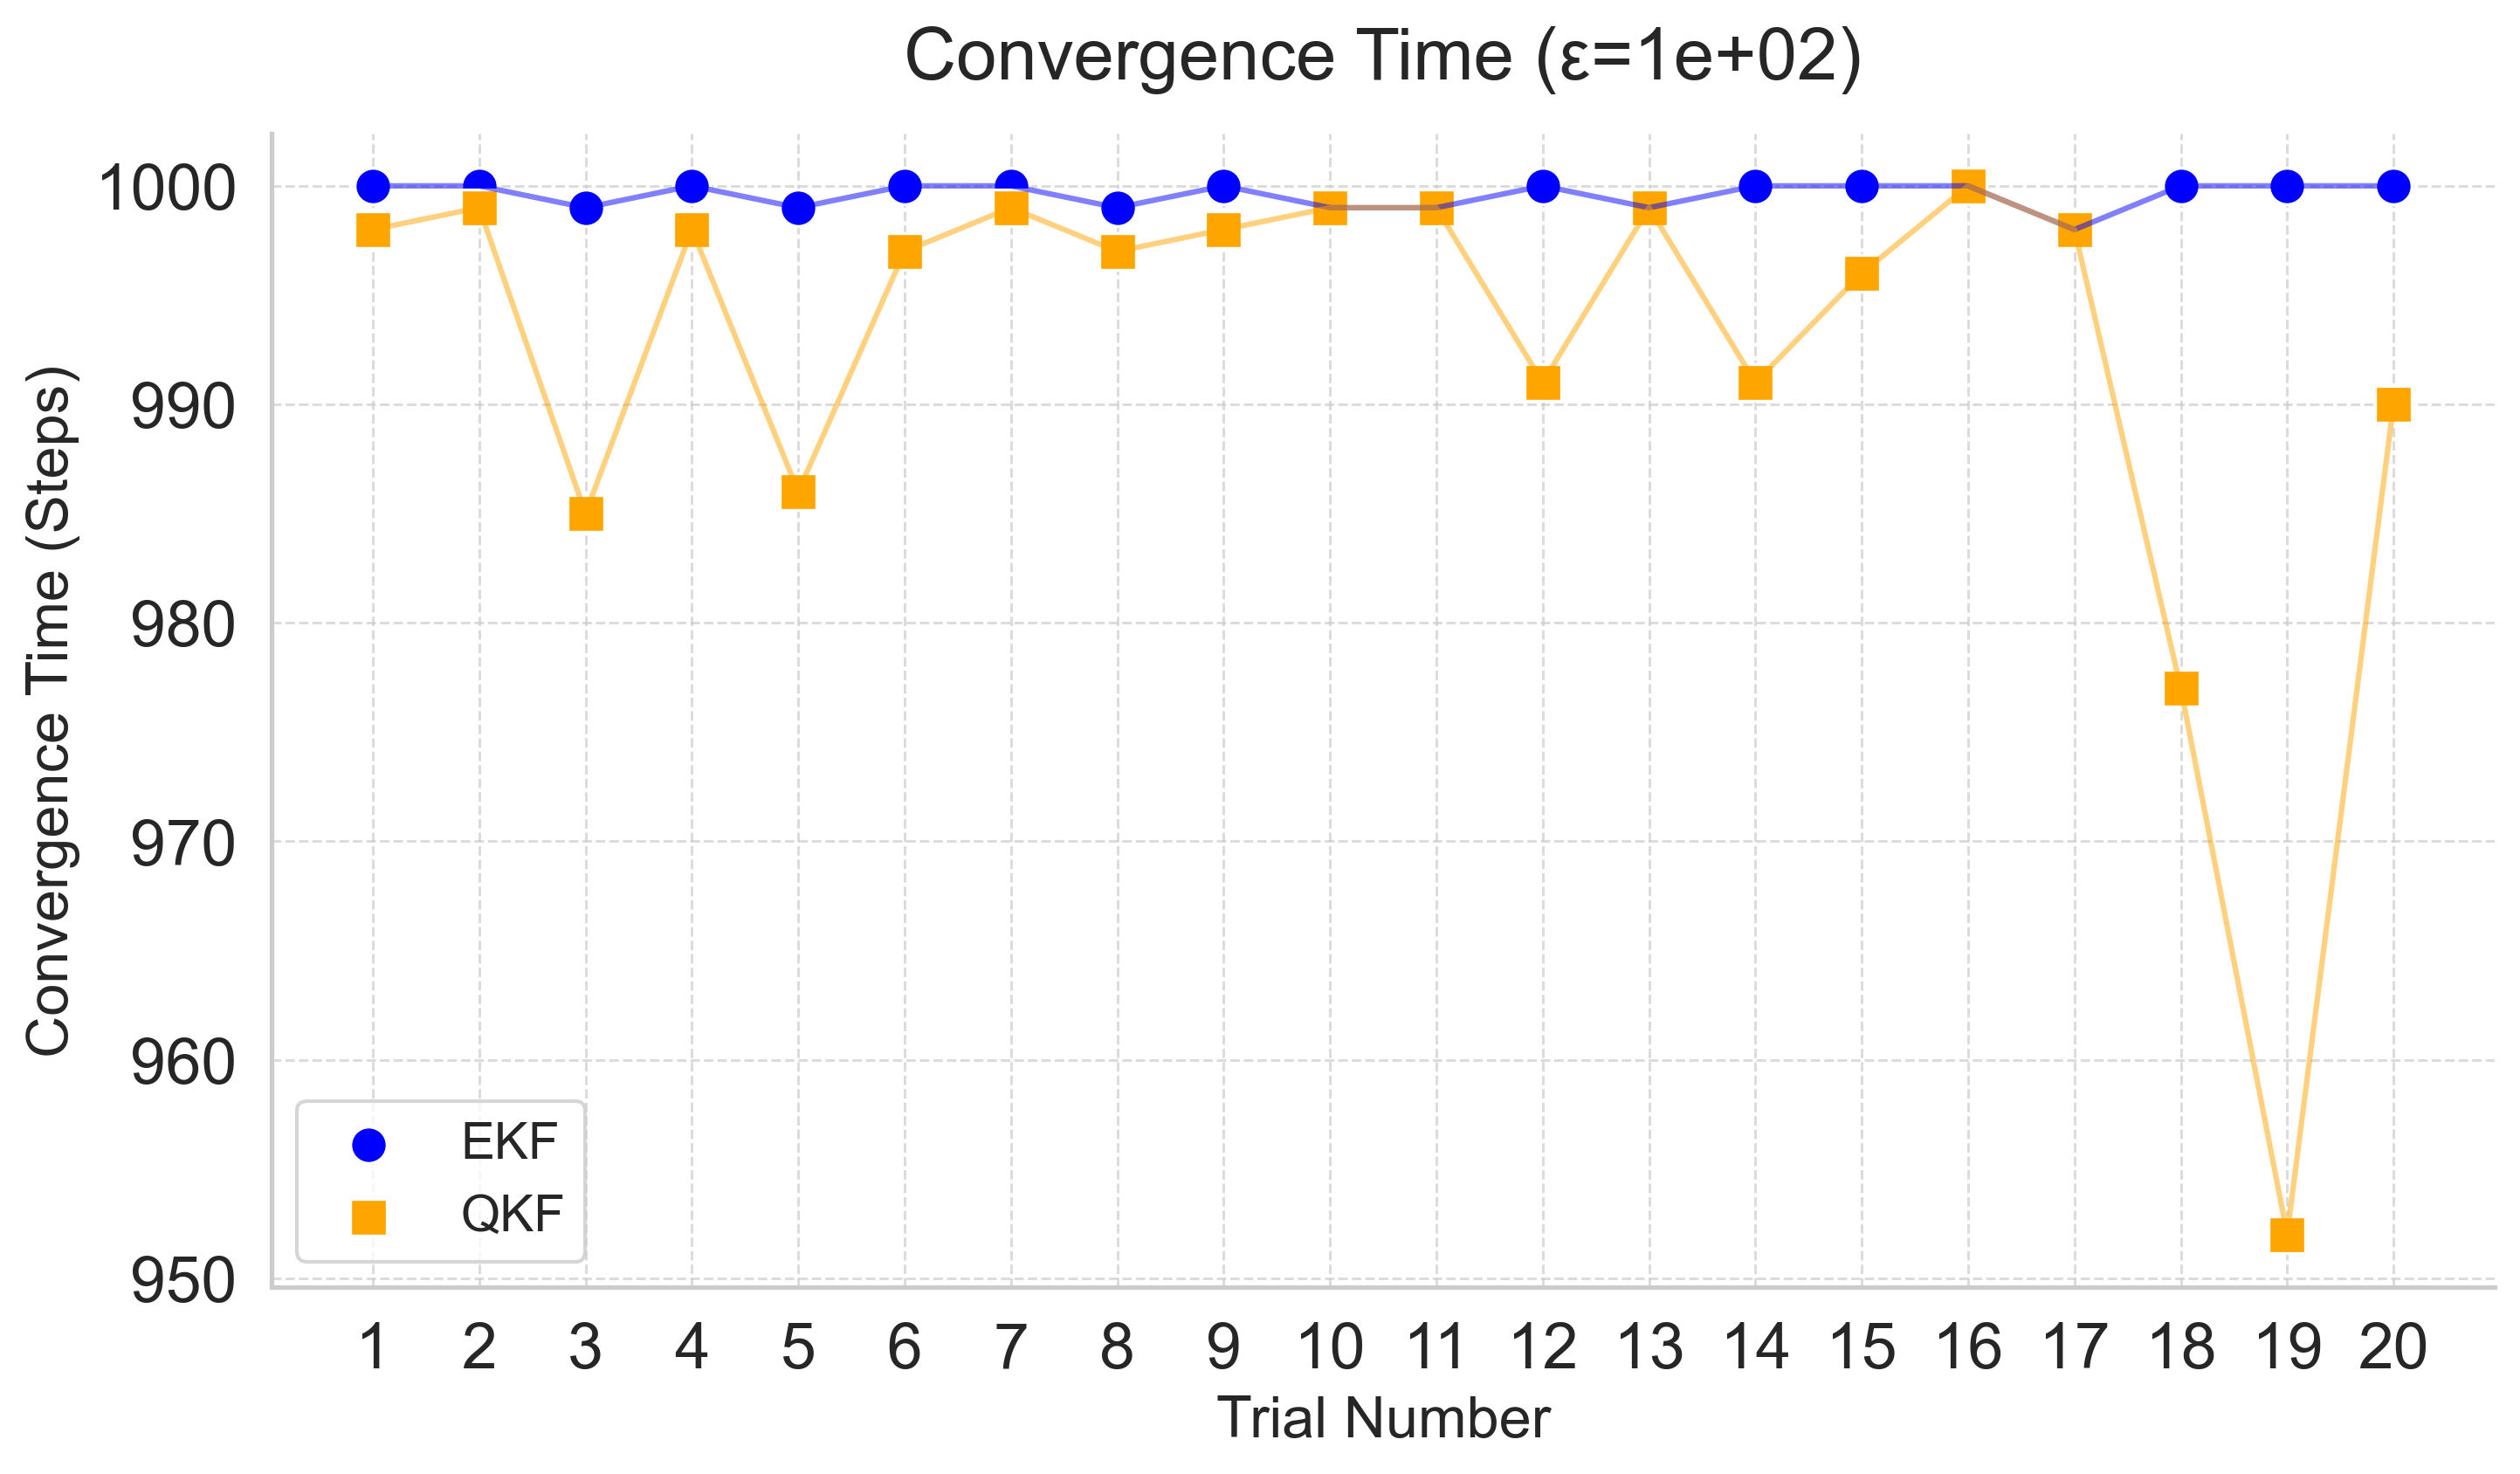 Convergence Time (ε=1e+02)
Convergence Time (Steps)
1000
990
980
970
960
950
EKF
QKF
1 2 3 4 5 6 7 8 9 10 11 12 13 14 15 16 17 18 19 20
Trial Number